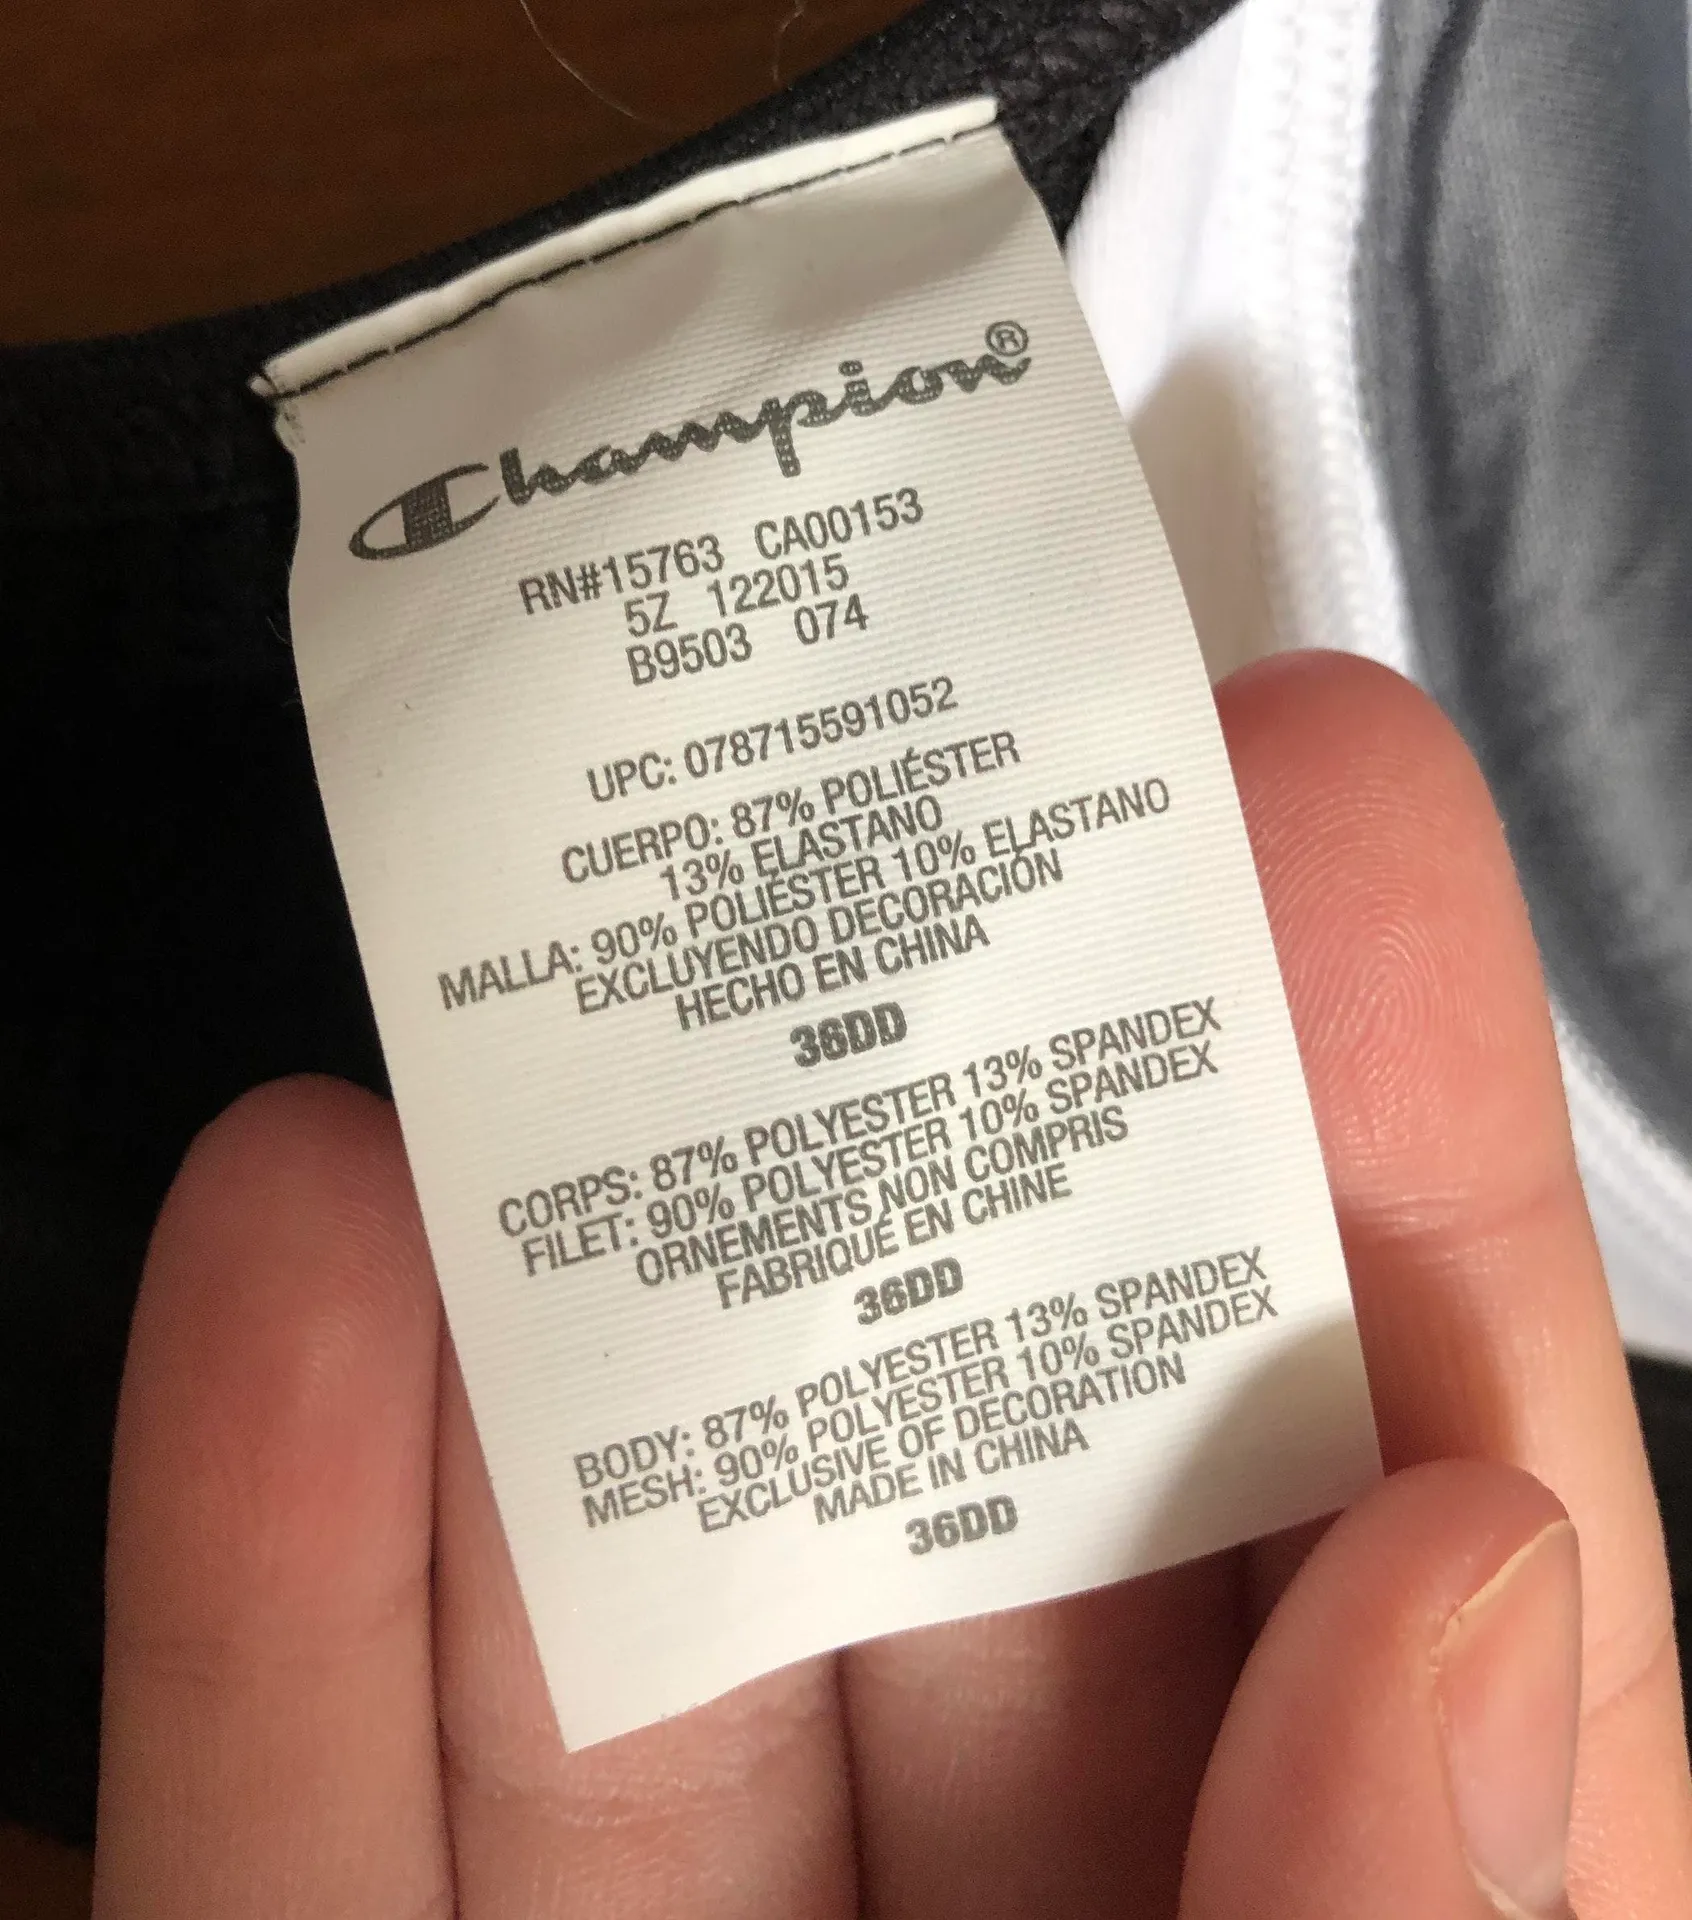 Champion®
RN#15763 CA00153
5Z 122015
B9503 074
UPC: 078715591052
CUERPO: 87% POLIÉSTER
13% ELASTANO
MALLA: 90% POLIÉSTER 10% ELASTANO
EXCLUYENDO DECORACIÓN
HECHO EN CHINA
36DD
CORPS: 87% POLYESTER 13% SPANDEX
FILET: 90% POLYESTER 10% SPANDEX
ORNEMENTS NON COMPRIS
FABRIQUÉ EN CHINE
36DD
BODY: 87% POLYESTER 13% SPANDEX
MESH: 90% POLYESTER 10% SPANDEX
EXCLUSIVE OF DECORATION
MADE IN CHINA
36DD